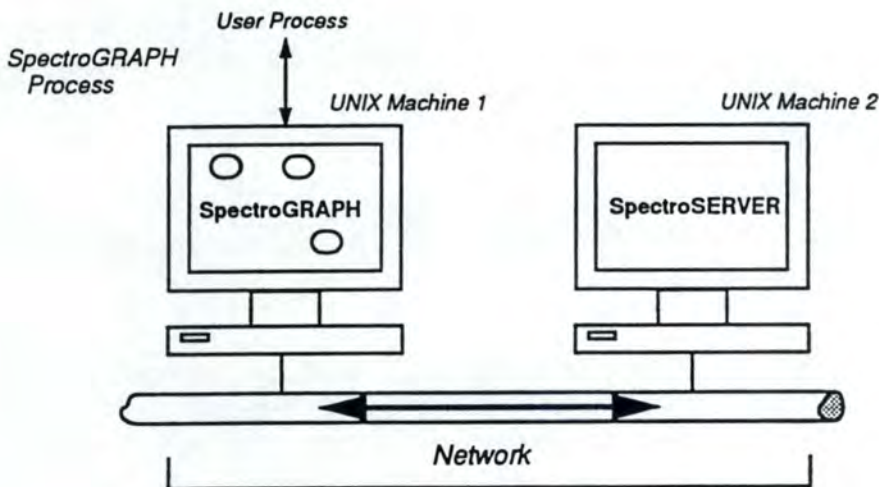 User Process
SpectroGRAPH
Process
UNIX Machine 1
UNIX Machine 2
SpectroGRAPH
SpectroSERVER
Network